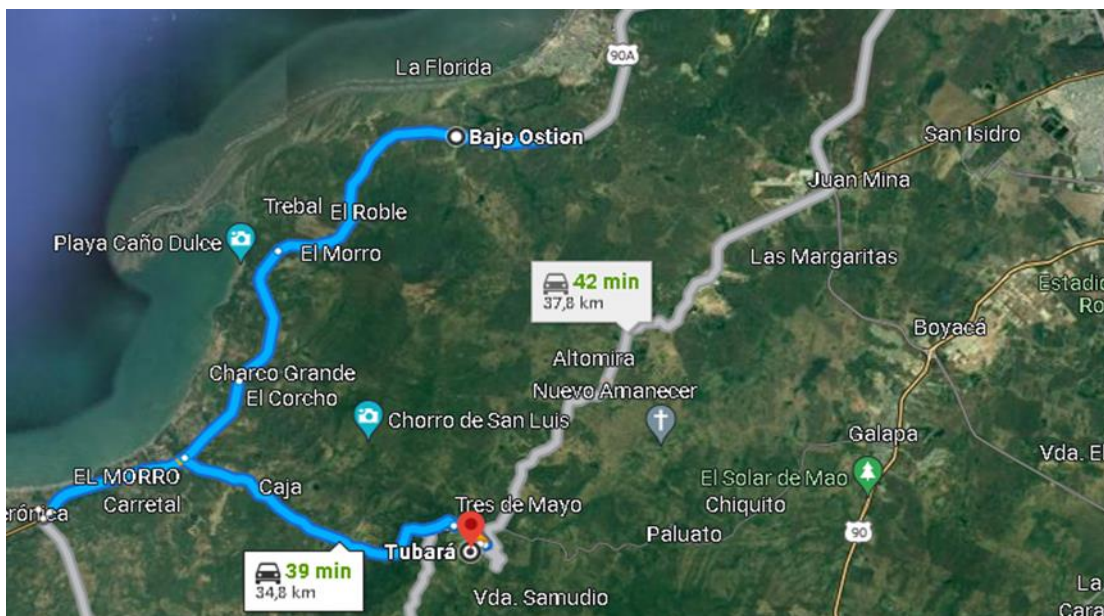 La Florida
90A
Bajo Ostion
San Isidro
Juan Mina
Trebal
El Roble
Playa Caño Dulce
El Morro
Las Margaritas
42 min
37,8 km
Estadio
Ro
Boyacá
Altomira
Charco Grande
Nuevo Amanecer
El Corcho
Chorro de San Luis
Galapa
Vda. El
EL MORRO
El Solar de Mao
Caja
Carretal
Tres de Mayo
Chiquito
erónica
Paluato
90
Tubará
39 min
34,8 km
La
Vda. Samudio
Cara